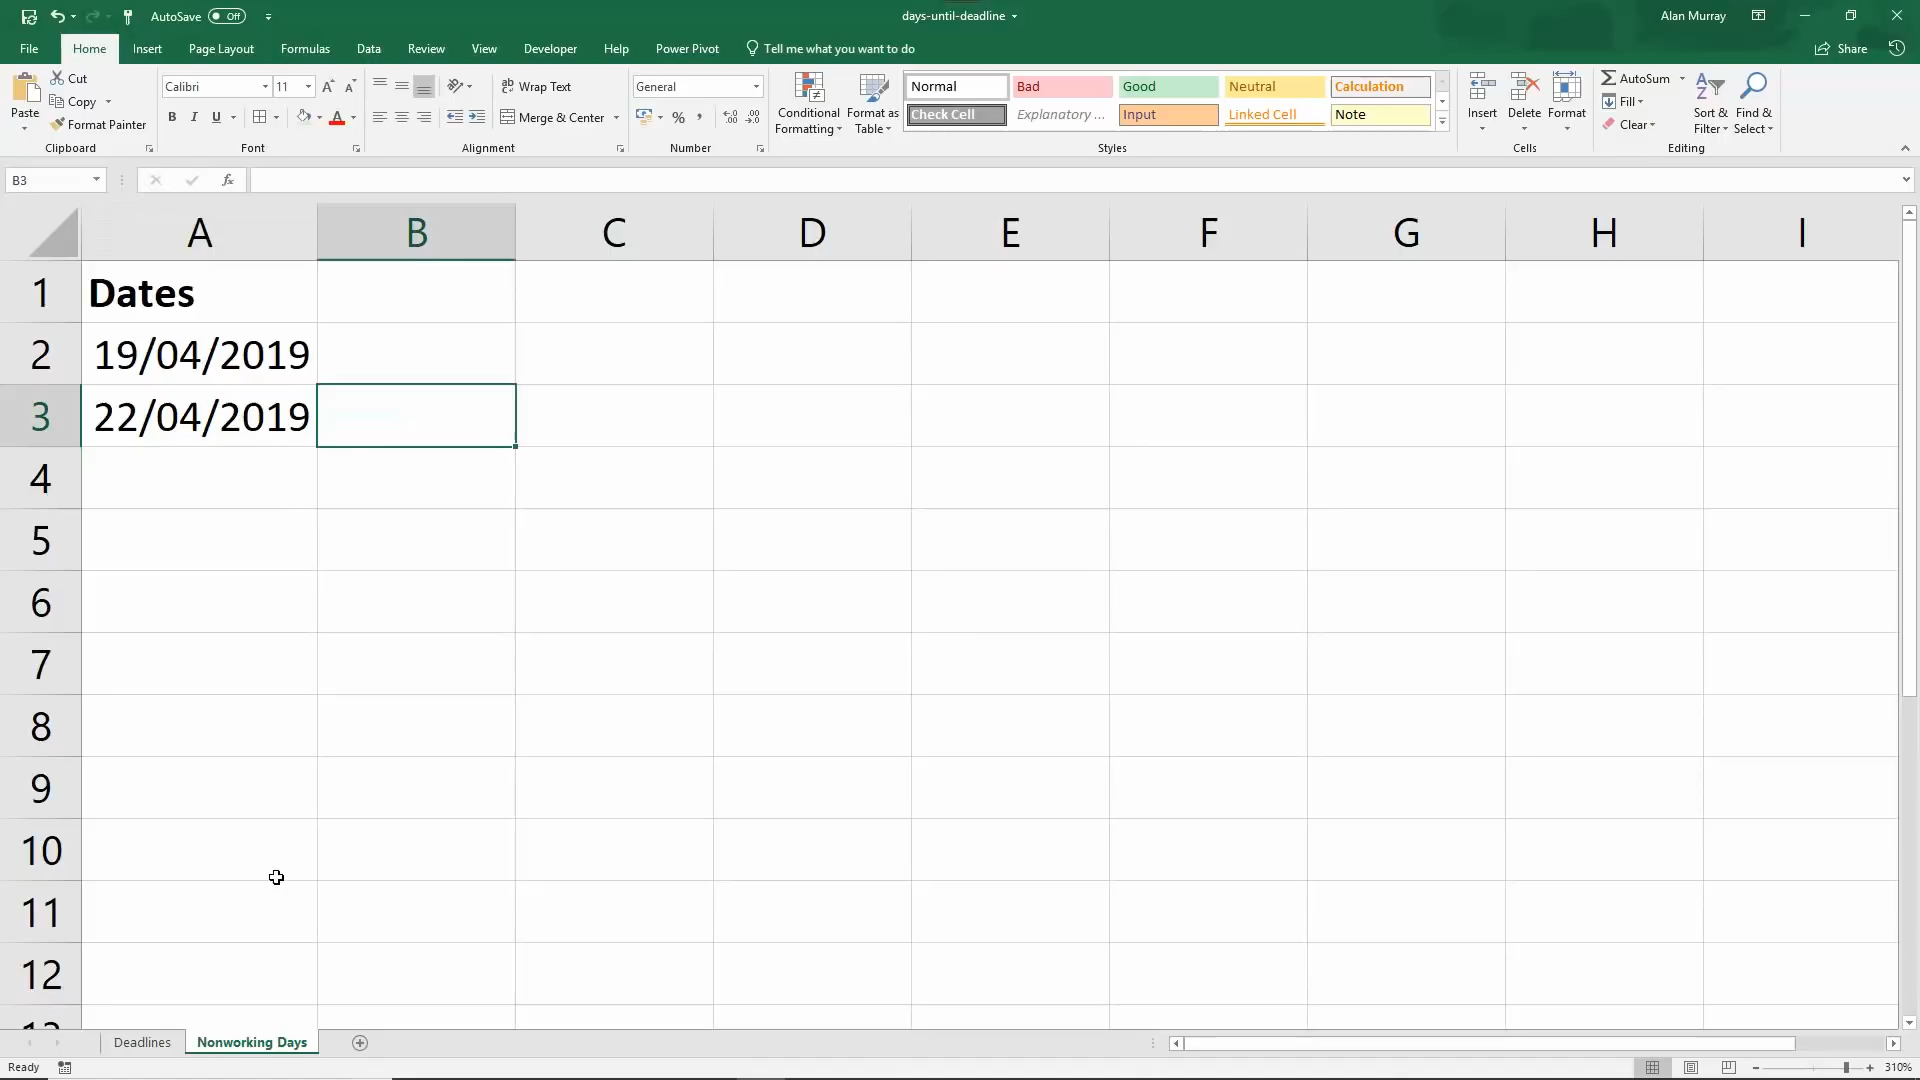 AutoSave Off
days-until-deadline
Alan Murray
File Home Insert Page Layout Formulas Data Review View Developer Help Power Pivot Tell me what you want to do Share
Paste
Cut
Copy
Format Painter
Clipboard
Calibri 11
B I U
Font
Wrap Text
Merge & Center
Alignment
General
Number
Conditional Formatting
Format as Table
Normal Bad Good Neutral Calculation
Check Cell Explanatory ... Input Linked Cell Note
Styles
Insert Delete Format
Cells
AutoSum
Fill
Clear
Sort & Filter
Find & Select
Editing
B3 fx
A B C D E F G H I
1 Dates
2 19/04/2019
3 22/04/2019
4
5
6
7
8
9
10
11
12
Deadlines Nonworking Days
Ready 310%